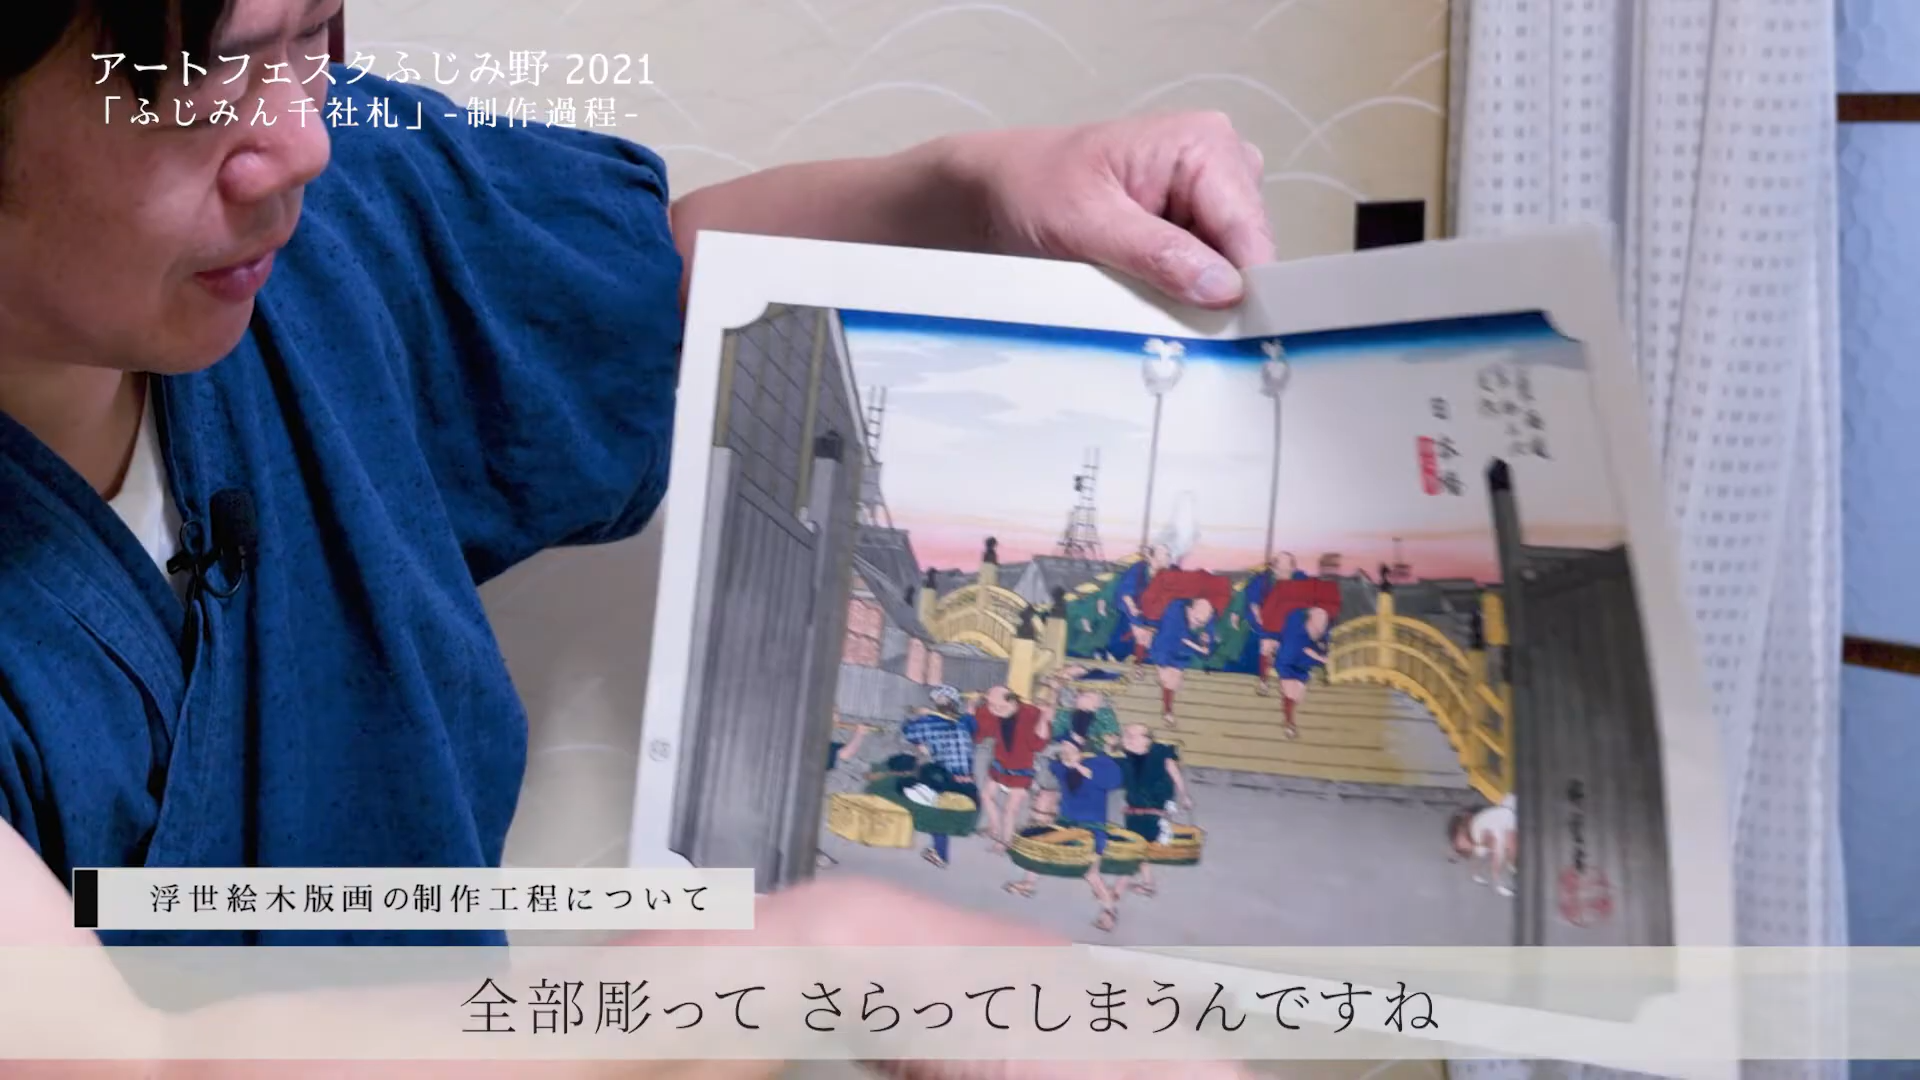 アートフェスタふじみ野 2021
「ふじみん千社札」-制作過程-
日本橋
浮世絵木版画の制作工程について
全部彫って さらってしまうんですね